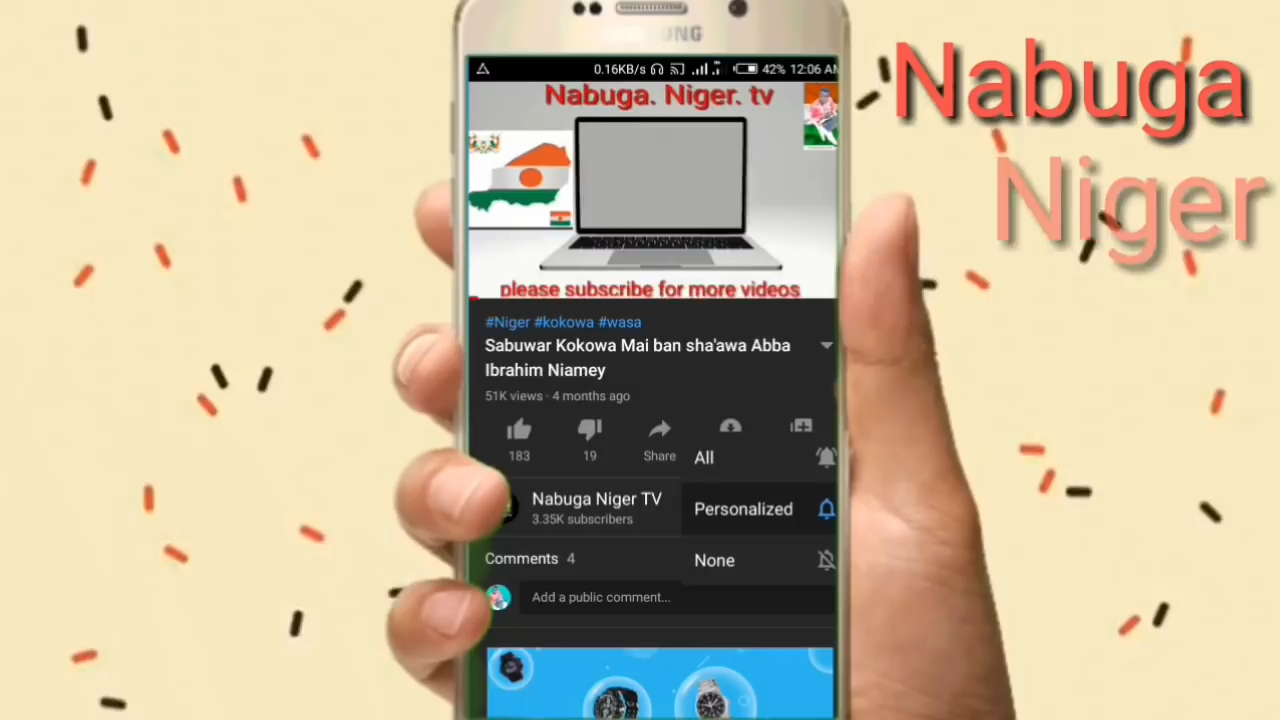 SAMSUNG
0.16KB/s 42% 12:06 AM
Nabuga. Niger. tv
please subscribe for more videos
#Niger #kokowa #wasa
Sabuwar Kokowa Mai ban sha'awa Abba
Ibrahim Niamey
51K views · 4 months ago
183 19 Share
All
Nabuga Niger TV
3.35K subscribers
Personalized
Comments 4
None
Add a public comment...
Nabuga
Niger